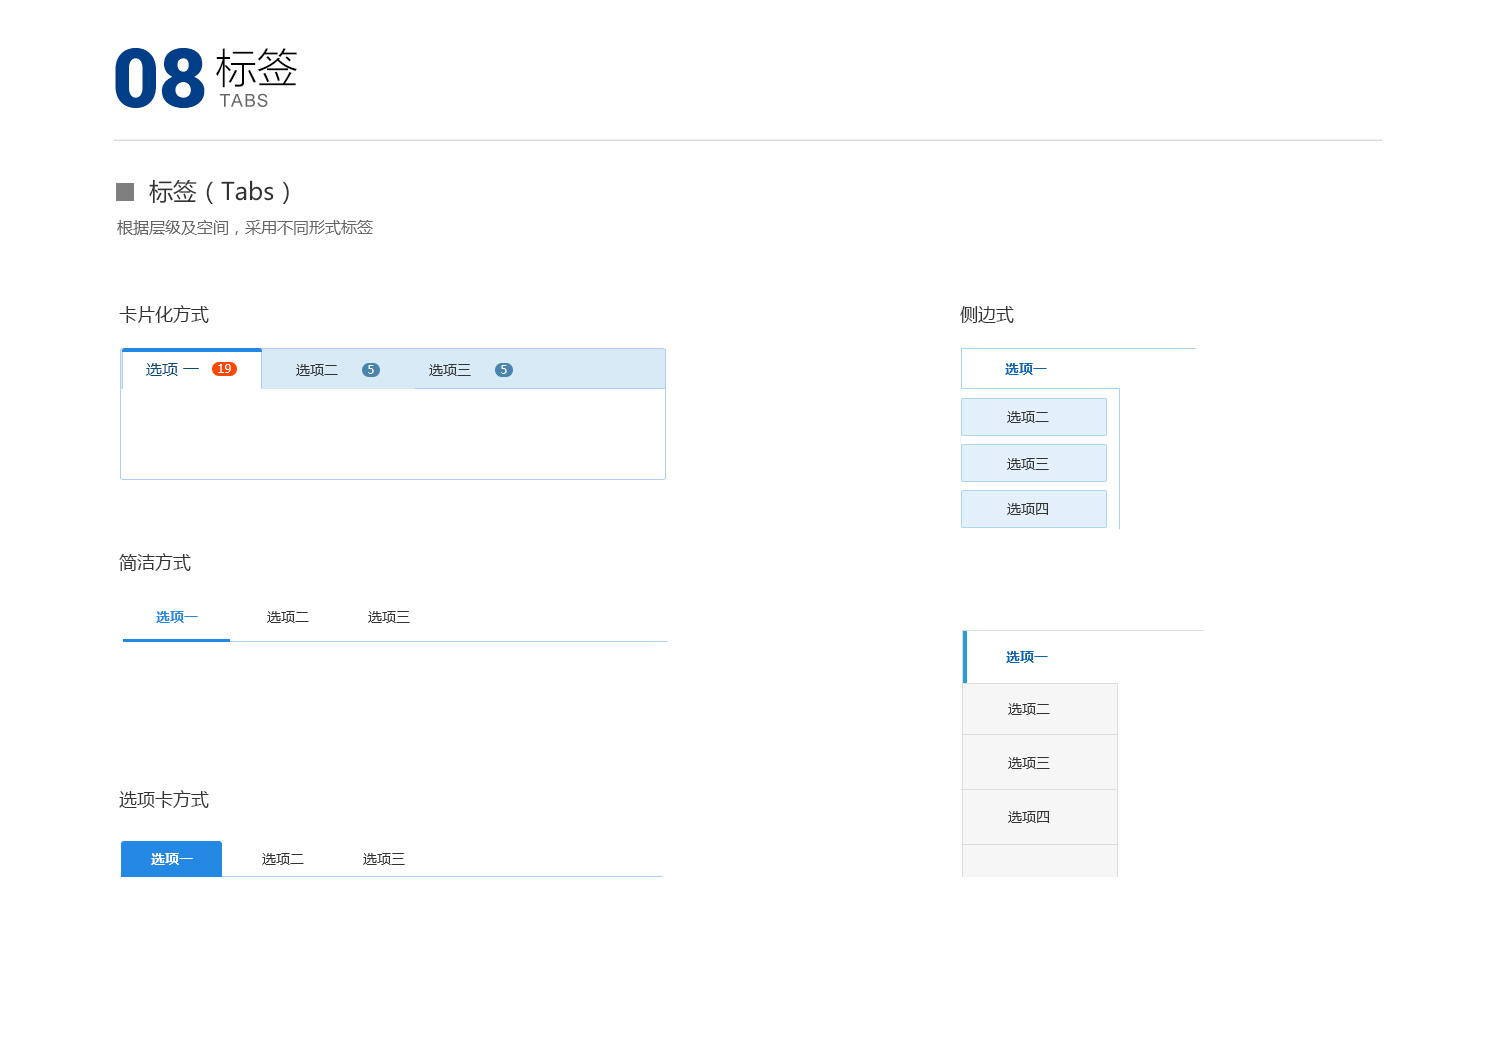 08 标签
TABS
标签（Tabs）
根据层级及空间，采用不同形式标签
卡片化方式
选项 一 19 选项二 5 选项三 5
简洁方式
选项一 选项二 选项三
选项卡方式
选项一 选项二 选项三
侧边式
选项一
选项二
选项三
选项四
选项一
选项二
选项三
选项四